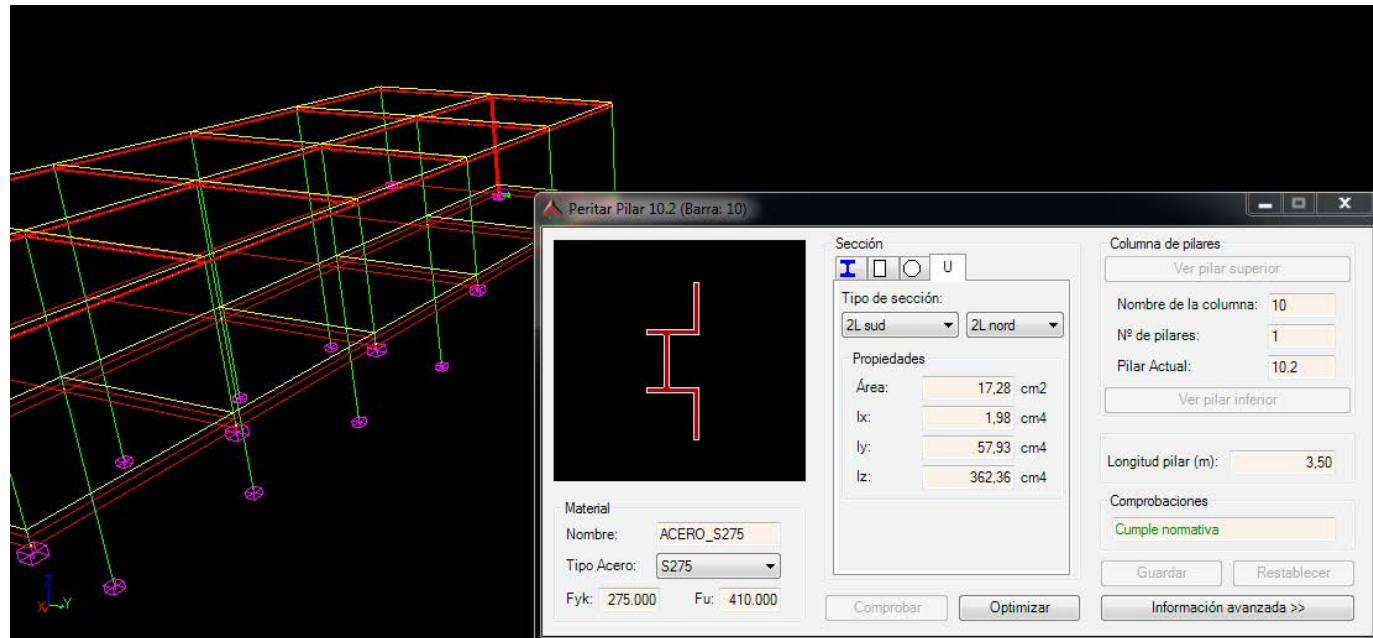 Peritar Pilar 10.2 (Barra: 10)
Sección
U
Tipo de sección:
2L sud
2L nord
Propiedades
Área: 17,28 cm2
Ix: 1,98 cm4
Iy: 57,93 cm4
Iz: 362,36 cm4
Columna de pilares
Ver pilar superior
Nombre de la columna: 10
Nº de pilares: 1
Pilar Actual: 10.2
Ver pilar inferior
Longitud pilar (m): 3,50
Comprobaciones
Cumple normativa
Material
Nombre: ACERO_S275
Tipo Acero: S275
Fyk: 275.000 Fu: 410.000
Comprobar
Optimizar
Guardar
Restablecer
Información avanzada >>
Z
X
Y